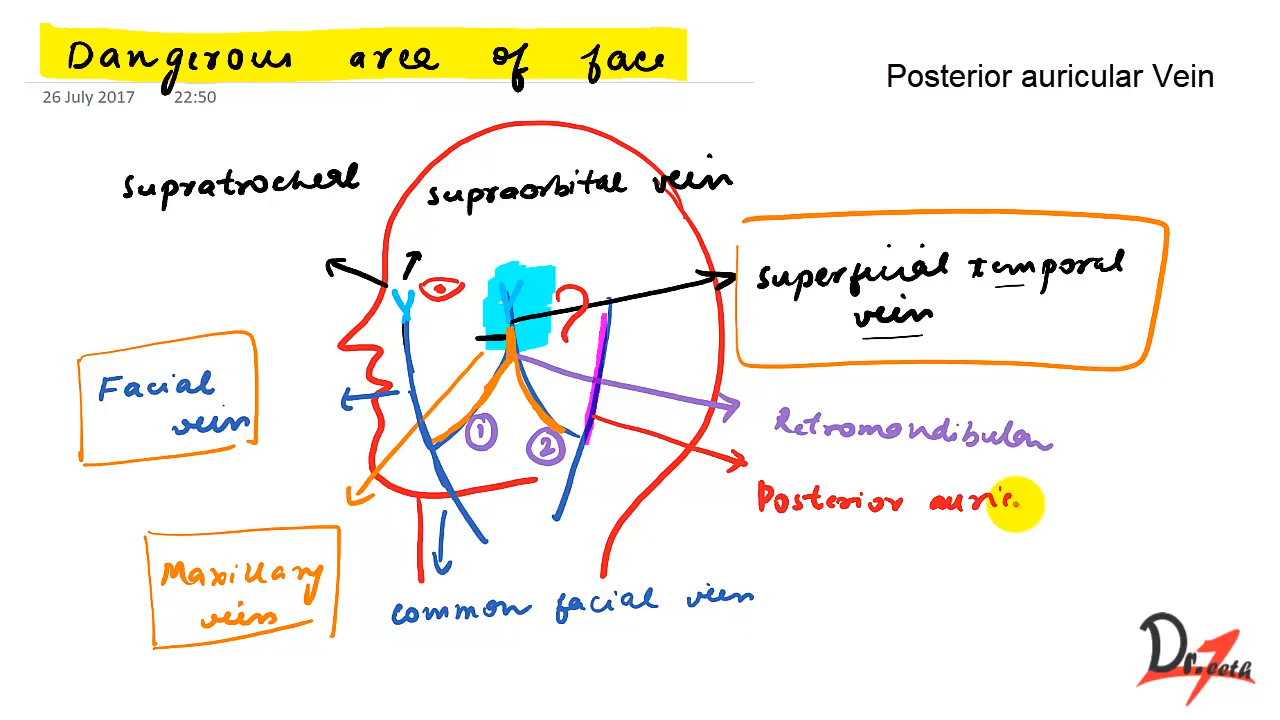 Dangerous area of face
26 July 2017 22:50
Posterior auricular Vein
supratrocheal
supraorbital vein
superficial temporal
vein
Facial
vein
1
2
Retromandibular
Posterior auric
Maxillary
vein
common facial vein
Dr.
Teeth